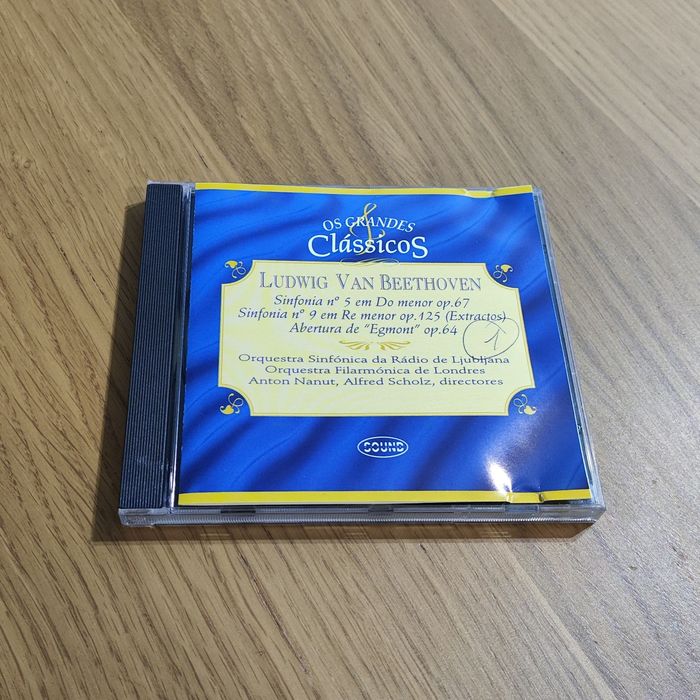 OS GRANDES
ClássicoS
LUDWIG VAN BEETHOVEN
Sinfonia nº 5 em Do menor op.67
Sinfonia nº 9 em Re menor op.125 (Extractos)
Abertura de "Egmont" op.64
1
Orquestra Sinfónica da Rádio de Ljubljana
Orquestra Filarmónica de Londres
Anton Nanut, Alfred Scholz, directores
SOUND